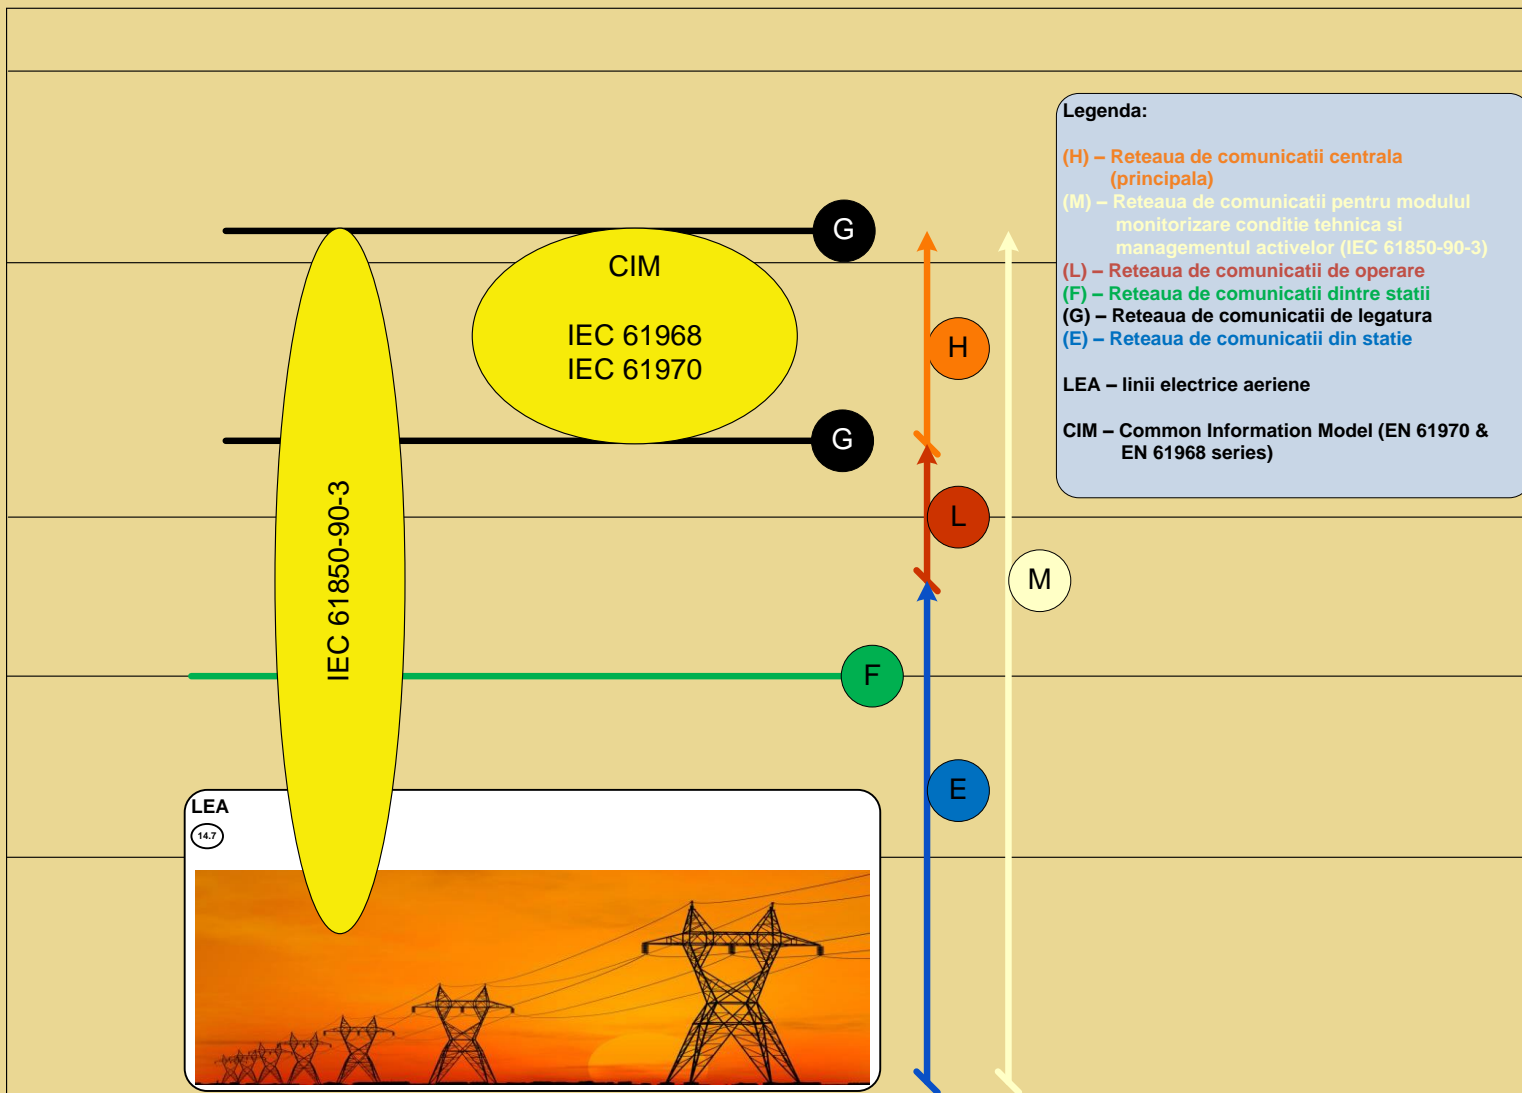 Legenda:
(H) – Reteaua de comunicatii centrala
(principala)
(M) – Reteaua de comunicatii pentru modulul
monitorizare conditie tehnica si
managementul activelor (IEC 61850-90-3)
(L) – Reteaua de comunicatii de operare
(F) – Reteaua de comunicatii dintre statii
(G) – Reteaua de comunicatii de legatura
(E) – Reteaua de comunicatii din statie
LEA – linii electrice aeriene
CIM – Common Information Model (EN 61970 &
EN 61968 series)
G
CIM
IEC 61968
IEC 61970
H
G
IEC 61850-90-3
L
M
F
E
LEA
14.7